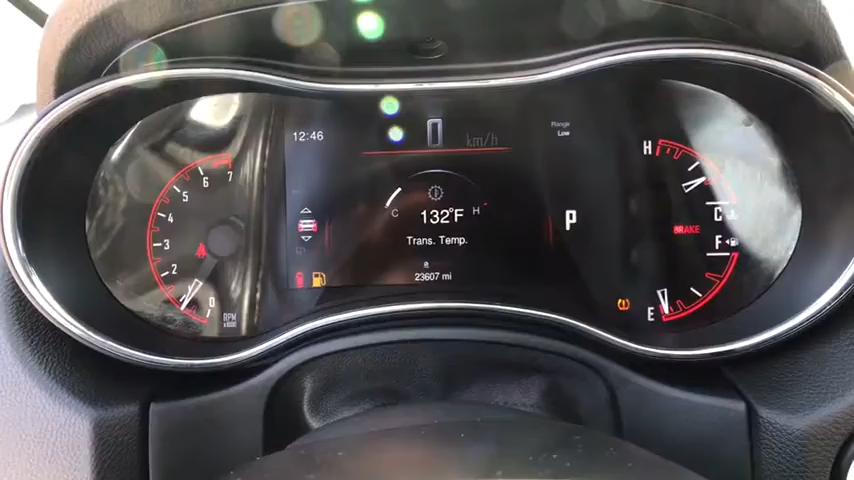 12:46
0 km/h
Range
Low
7
6
5
4
3
2
1
0
RPM
x1000
C 132°F H
Trans. Temp.
23607 mi
P
H
C
BRAKE
F
E